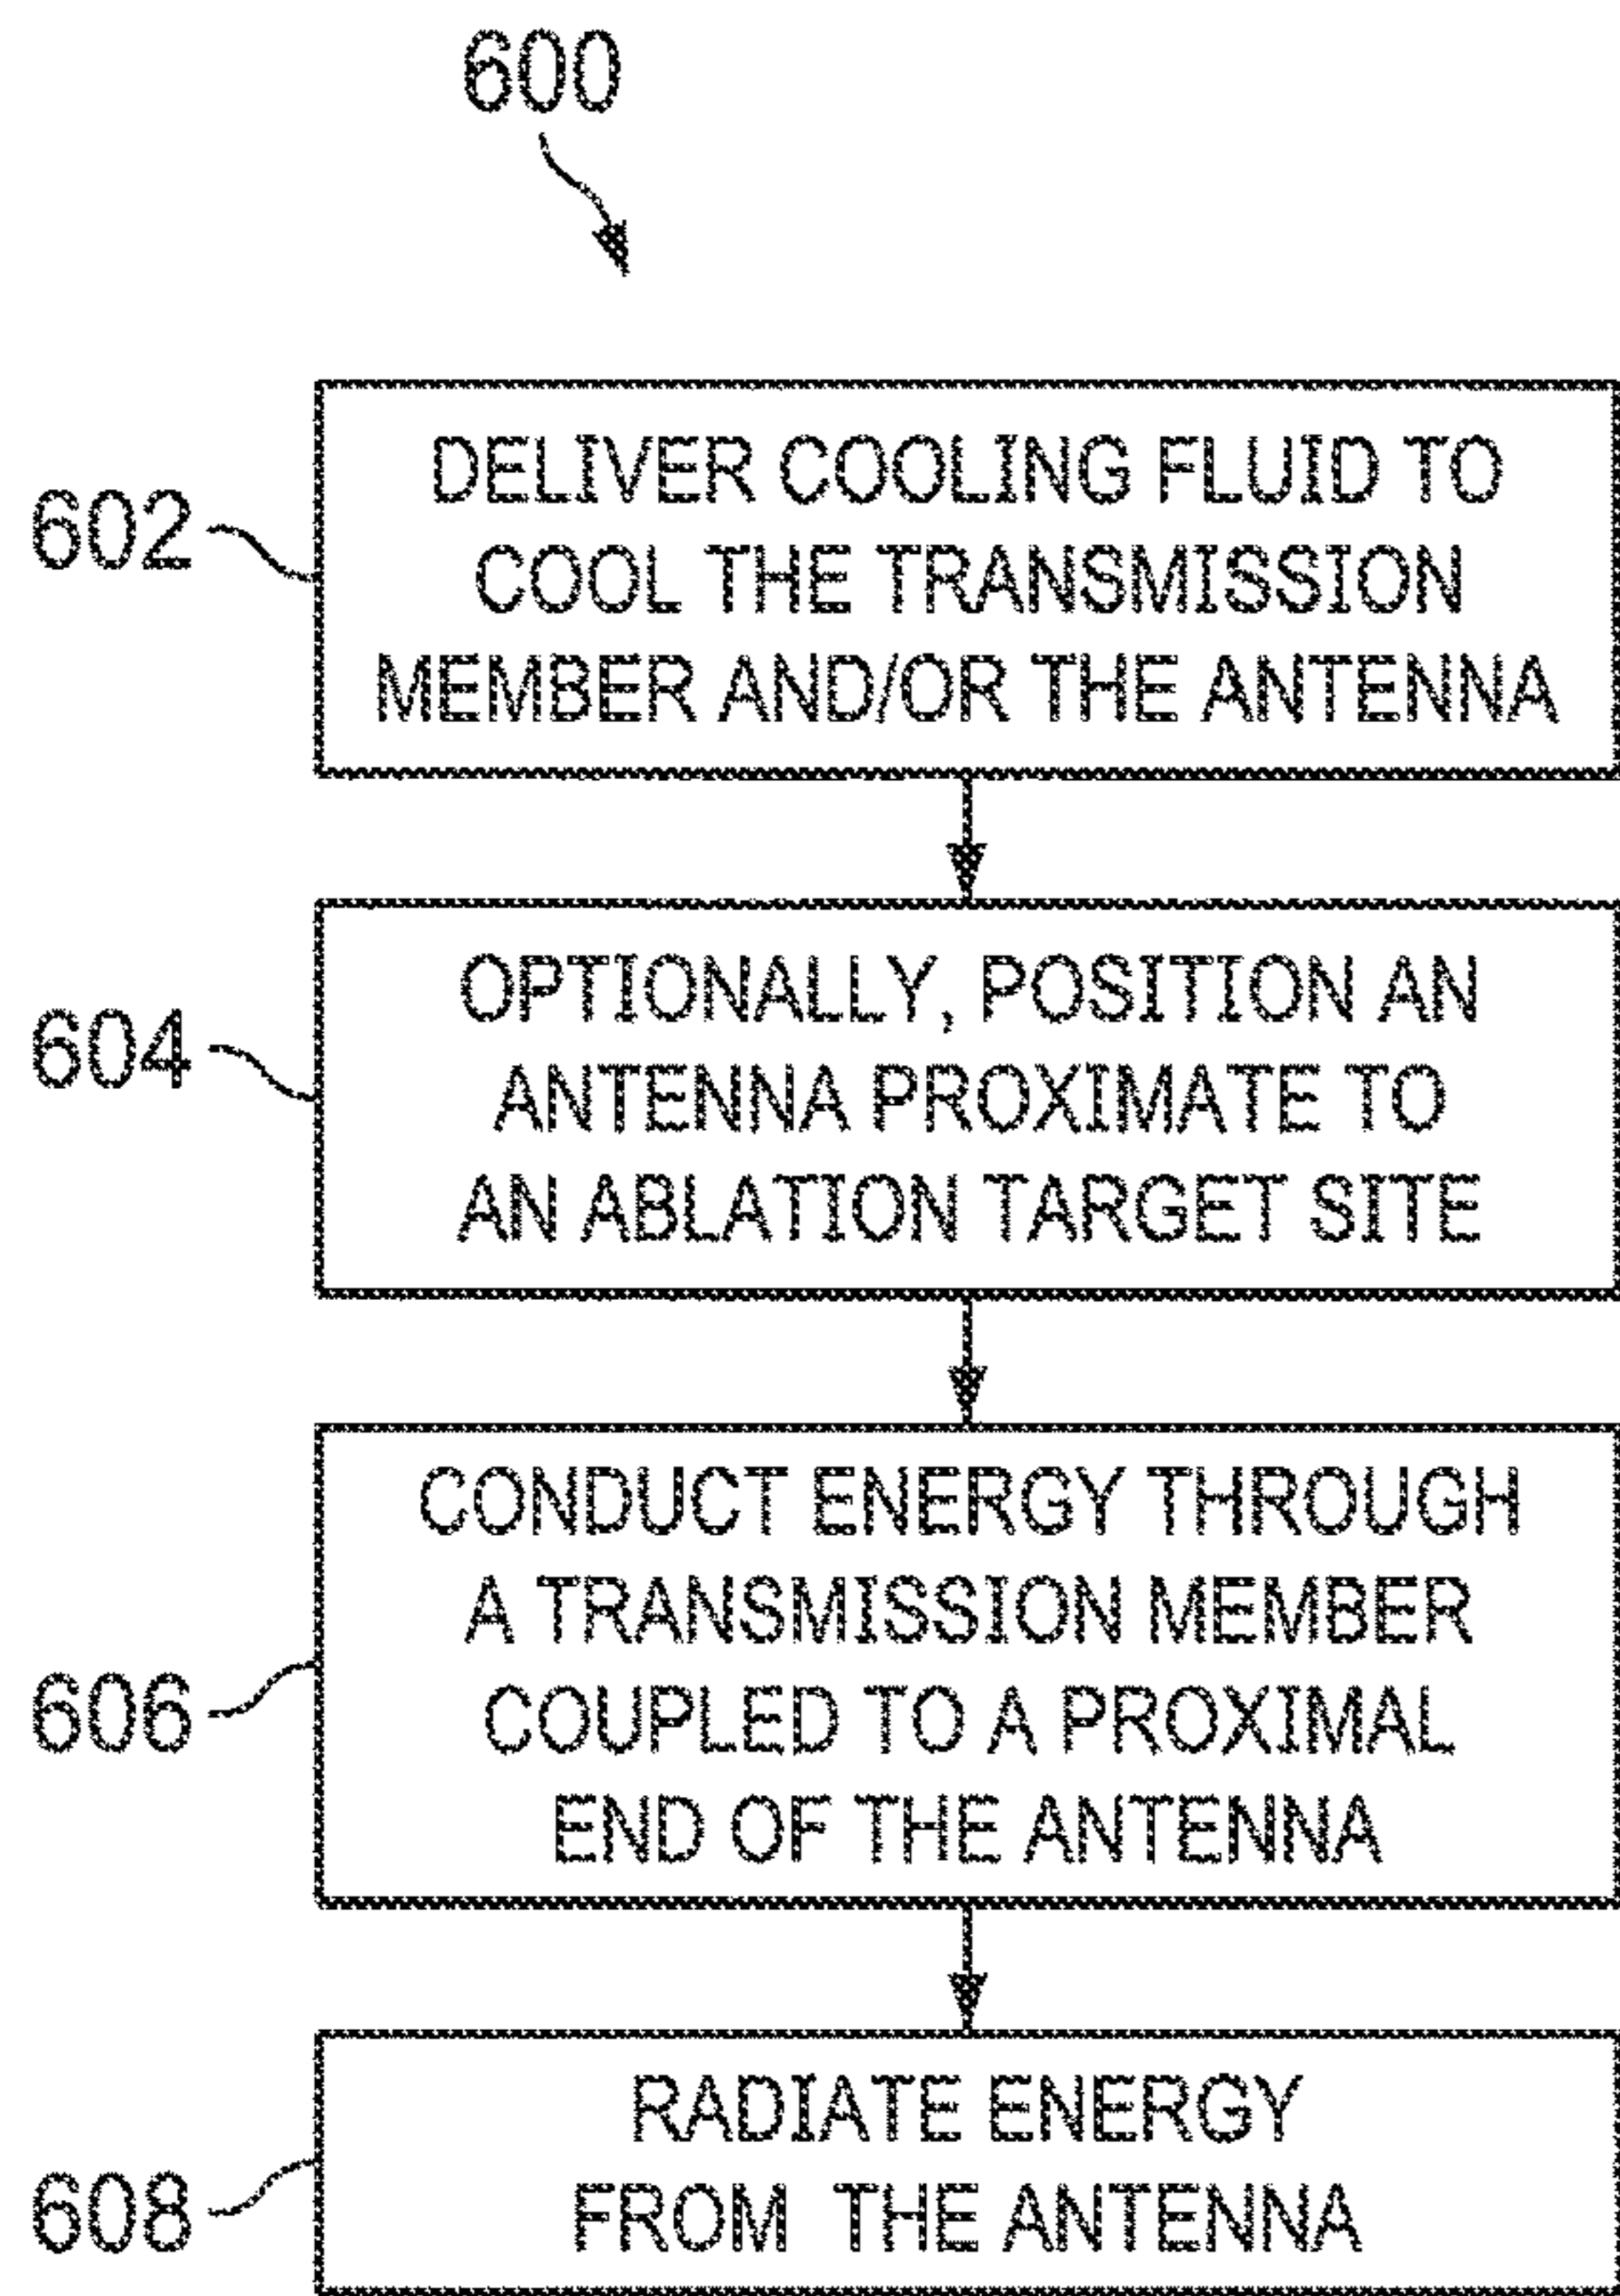 600
602
DELIVER COOLING FLUID TO
COOL THE TRANSMISSION
MEMBER AND/OR THE ANTENNA
604
OPTIONALLY, POSITION AN
ANTENNA PROXIMATE TO
AN ABLATION TARGET SITE
606
CONDUCT ENERGY THROUGH
A TRANSMISSION MEMBER
COUPLED TO A PROXIMAL
END OF THE ANTENNA
608
RADIATE ENERGY
FROM THE ANTENNA